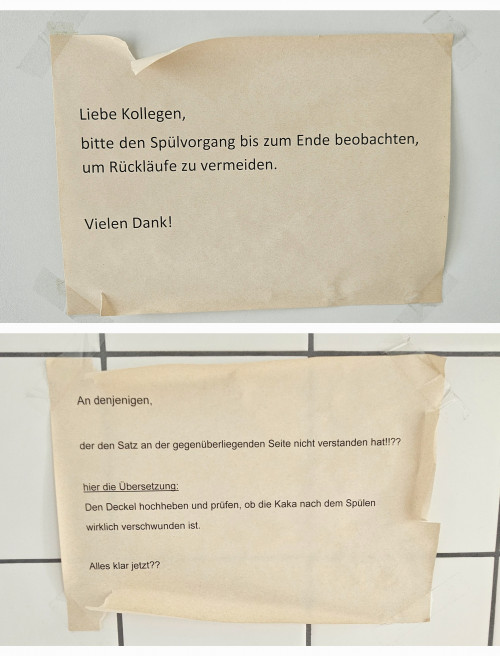 Liebe Kollegen,
bitte den Spülvorgang bis zum Ende beobachten,
um Rückläufe zu vermeiden.
Vielen Dank!
An denjenigen,
der den Satz an der gegenüberliegenden Seite nicht verstanden hat!!??
hier die Übersetzung:
Den Deckel hochheben und prüfen, ob die Kaka nach dem Spülen
wirklich verschwunden ist.
Alles klar jetzt??